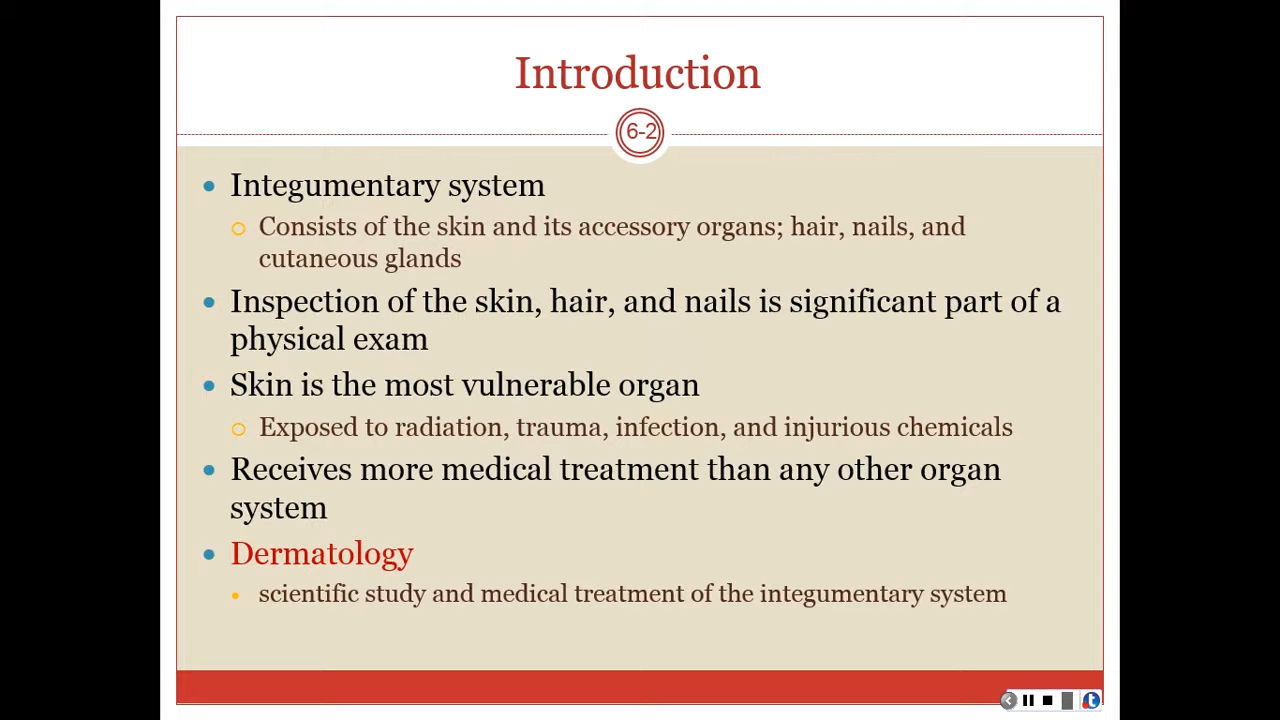 Introduction
6-2
Integumentary system
Consists of the skin and its accessory organs; hair, nails, and
cutaneous glands
Inspection of the skin, hair, and nails is significant part of a
physical exam
Skin is the most vulnerable organ
Exposed to radiation, trauma, infection, and injurious chemicals
Receives more medical treatment than any other organ
system
Dermatology
scientific study and medical treatment of the integumentary system
t